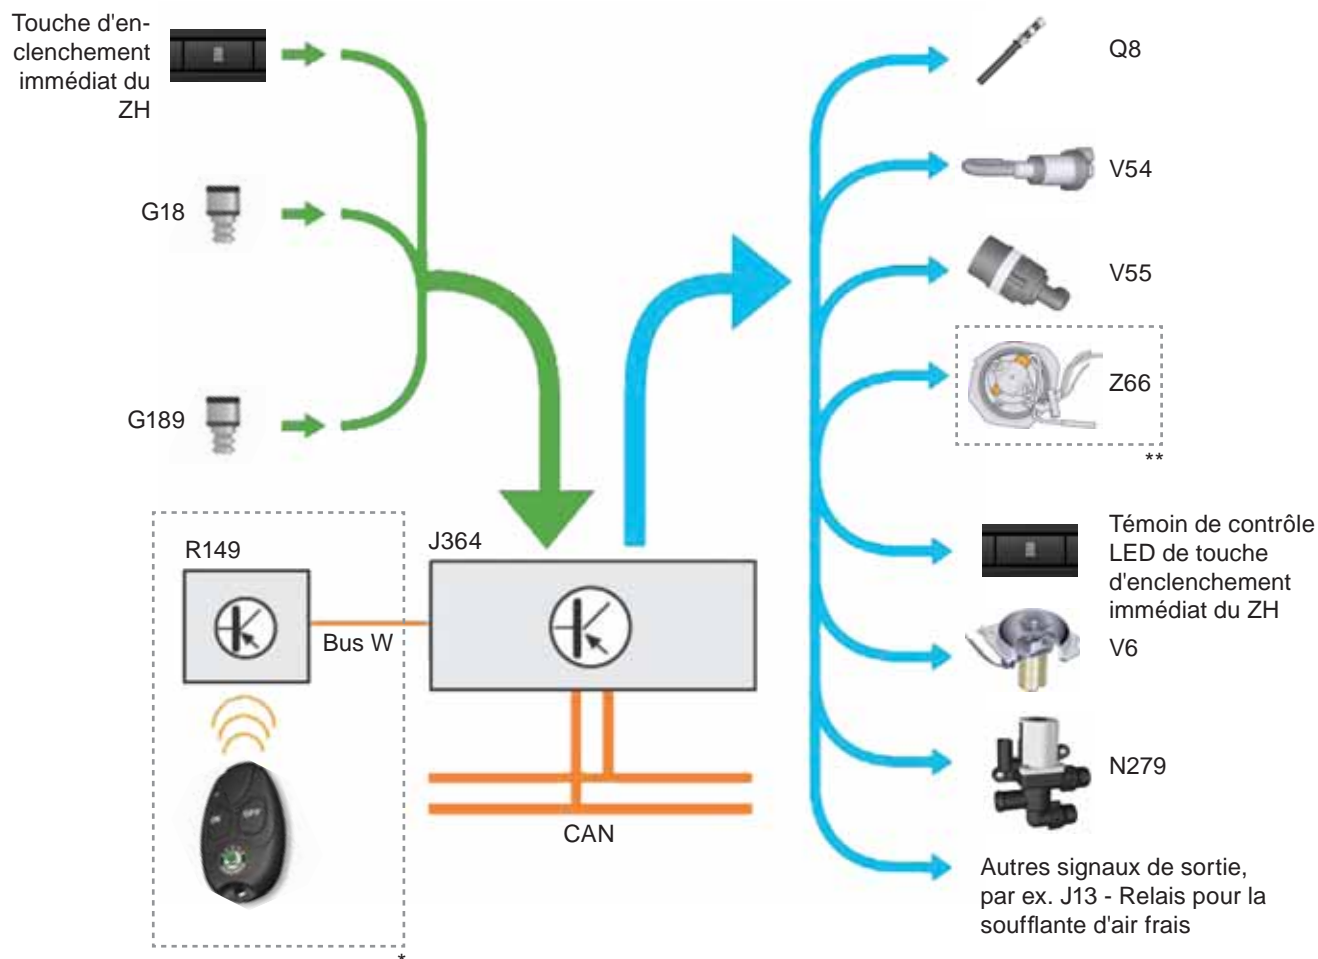 Touche d'en-
clenchement
immédiat du
ZH
G18
G189
R149
Bus W
J364
CAN
ON
OFF
*
Q8
V54
V55
Z66
**
Témoin de contrôle
LED de touche
d'enclenchement
immédiat du ZH
V6
N279
Autres signaux de sortie,
par ex. J13 - Relais pour la
soufflante d'air frais